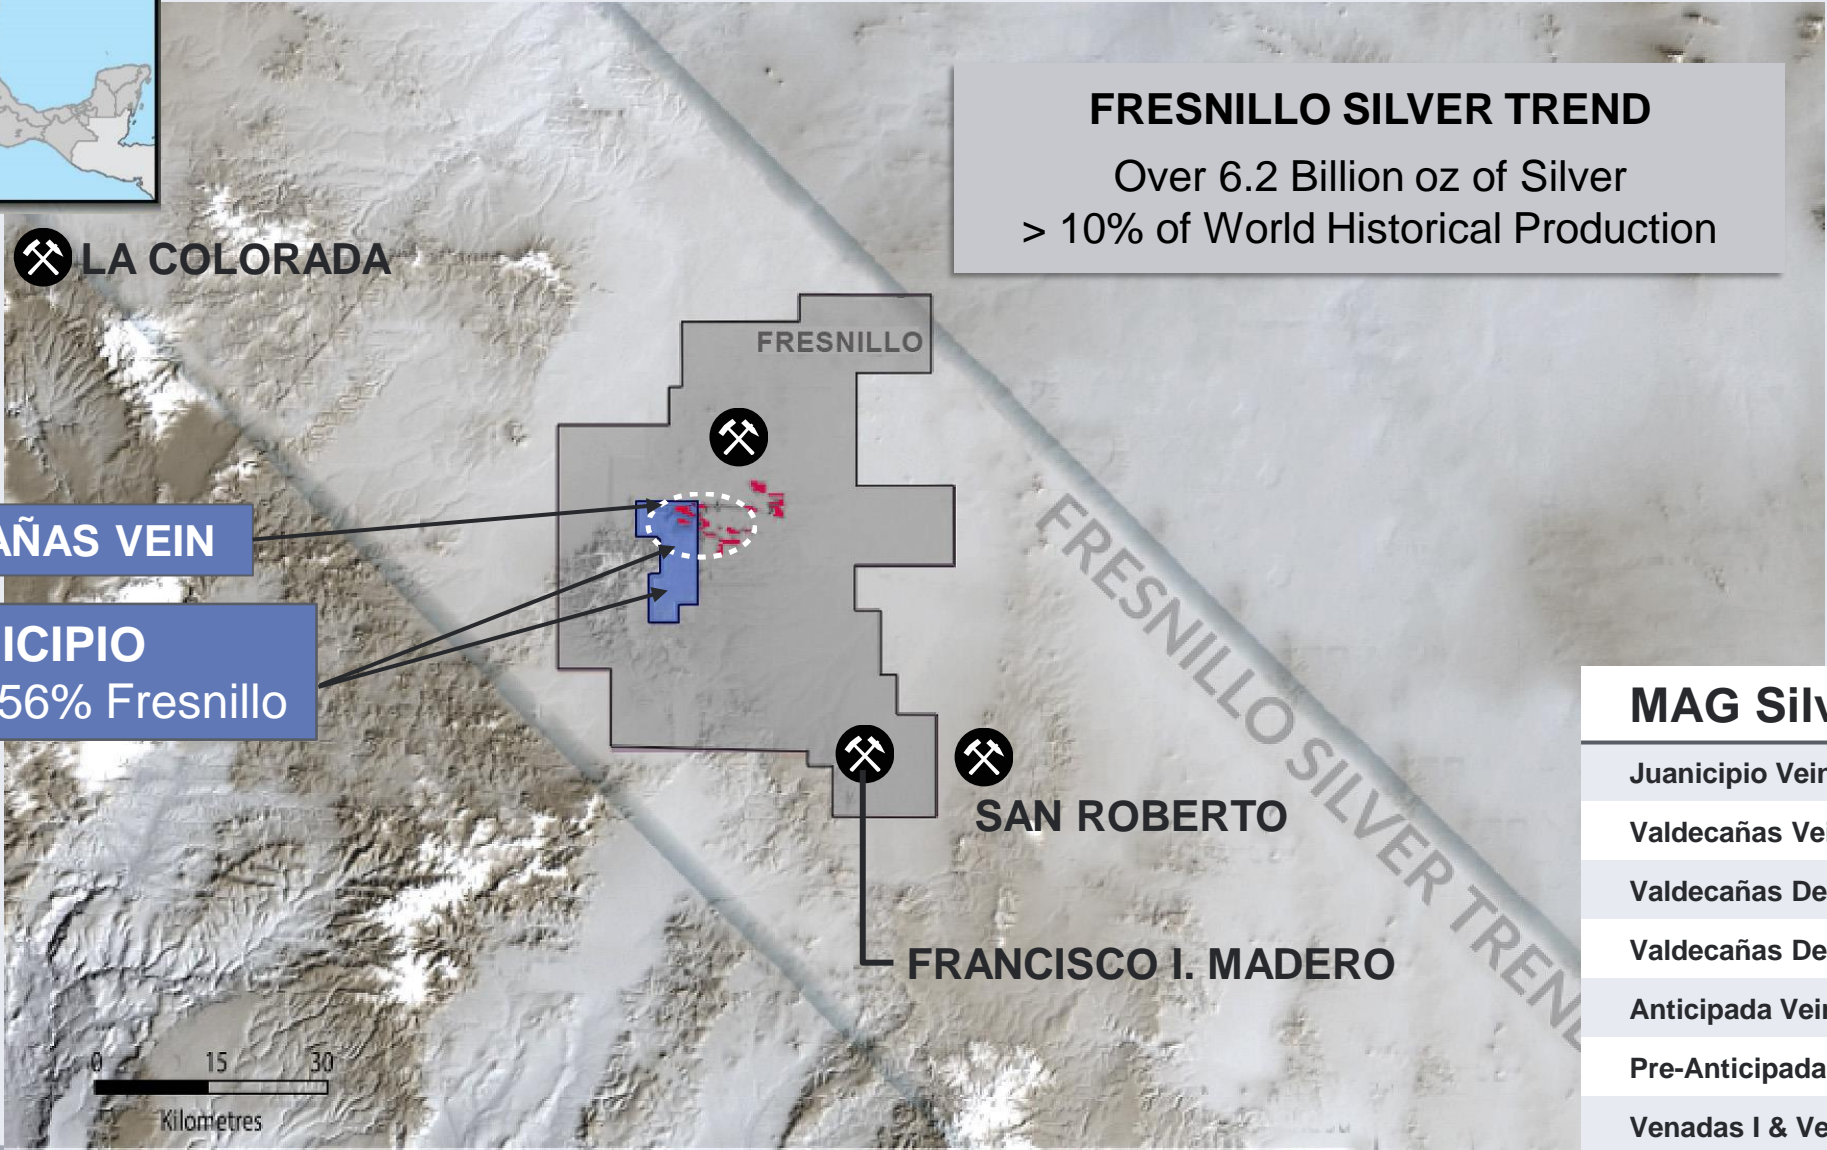 FRESNILLO SILVER TREND
Over 6.2 Billion oz of Silver
> 10% of World Historical Production
LA COLORADA
FRESNILLO
AÑAS VEIN
ICIPIO
56% Fresnillo
FRESNILLO SILVER TREND
SAN ROBERTO
FRANCISCO I. MADERO
0 15 30
Kilometres
MAG Silv
Juanicipio Vein
Valdecañas Vei
Valdecañas De
Valdecañas De
Anticipada Vein
Pre-Anticipada
Venadas I & Ve